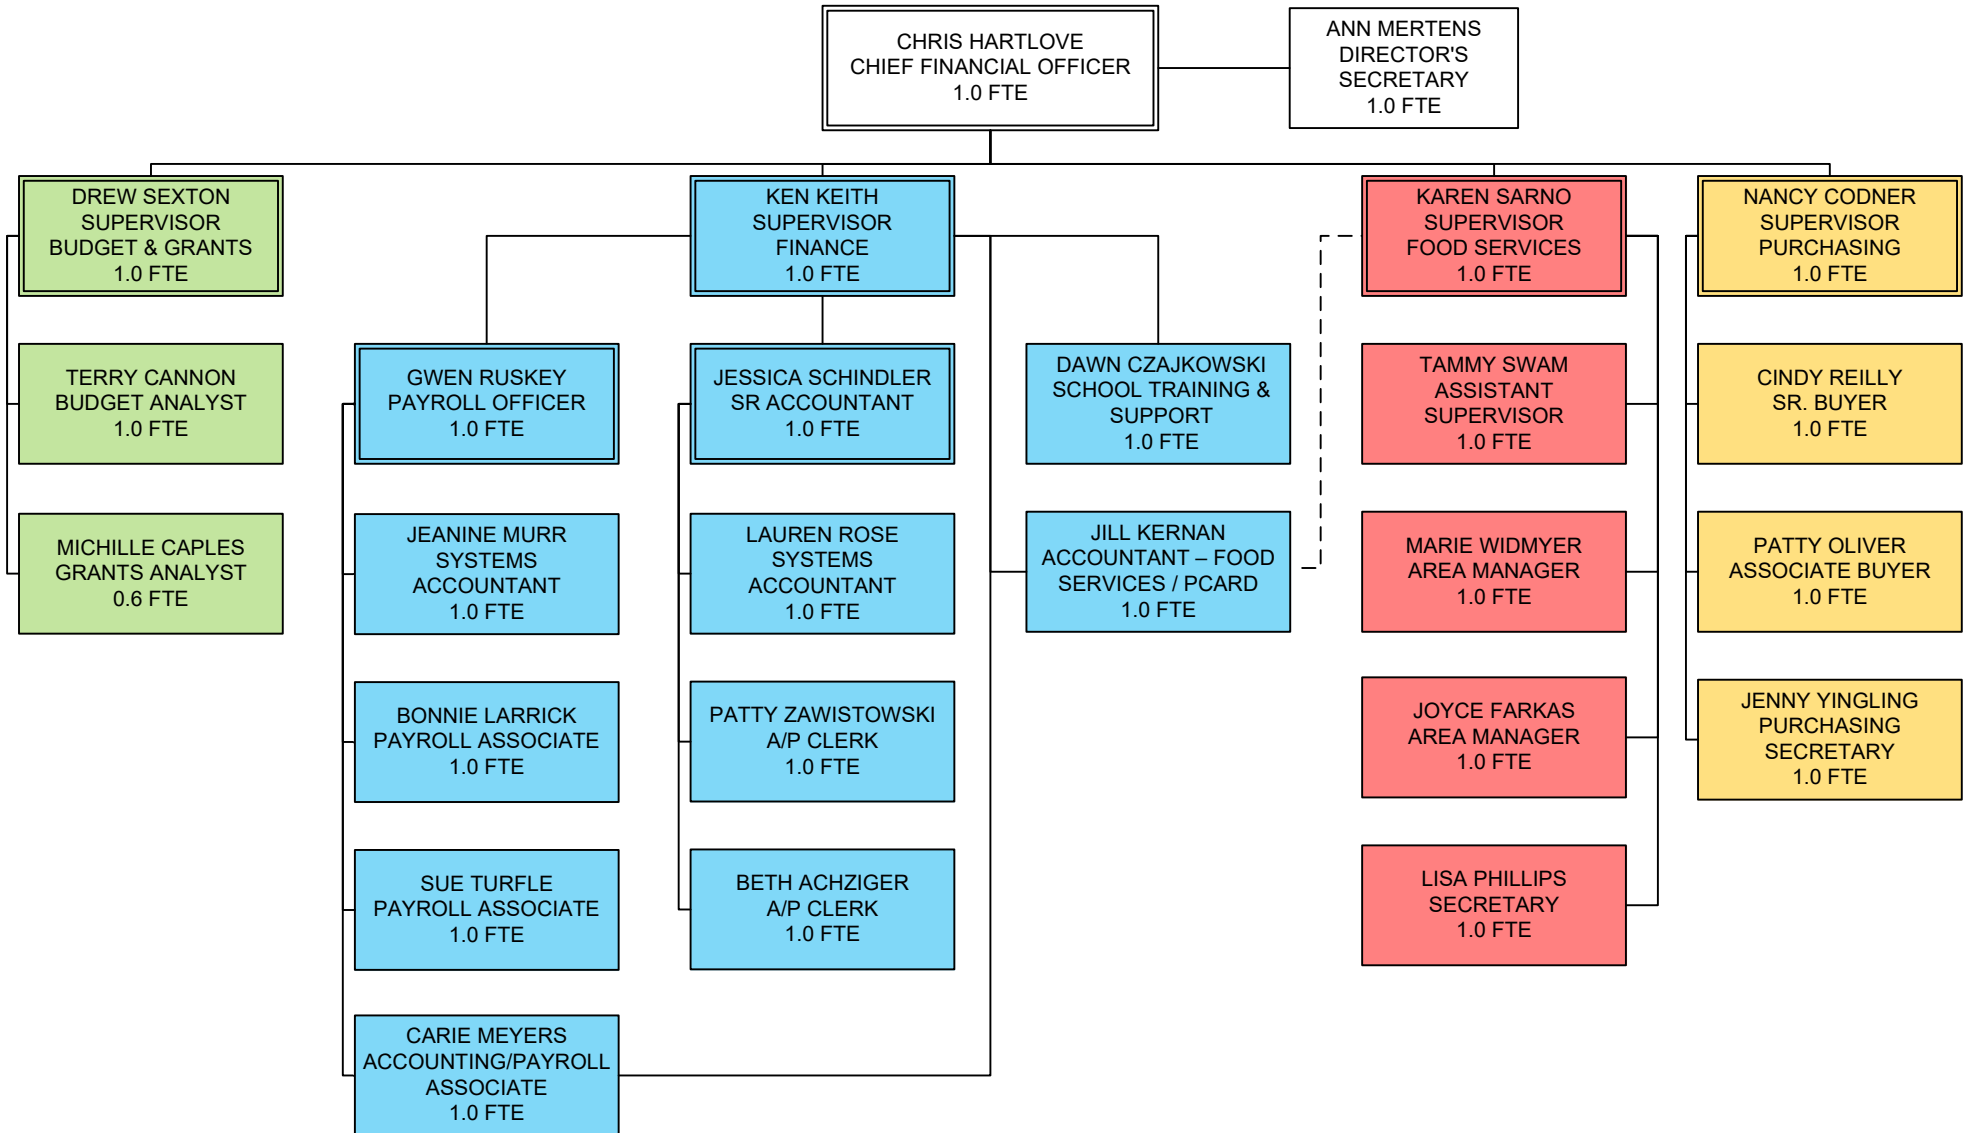 CHRIS HARTLOVE
CHIEF FINANCIAL OFFICER
1.0 FTE
ANN MERTENS
DIRECTOR'S
SECRETARY
1.0 FTE
DREW SEXTON
SUPERVISOR
BUDGET & GRANTS
1.0 FTE
KEN KEITH
SUPERVISOR
FINANCE
1.0 FTE
KAREN SARNO
SUPERVISOR
FOOD SERVICES
1.0 FTE
NANCY CODNER
SUPERVISOR
PURCHASING
1.0 FTE
TERRY CANNON
BUDGET ANALYST
1.0 FTE
GWEN RUSKEY
PAYROLL OFFICER
1.0 FTE
JESSICA SCHINDLER
SR ACCOUNTANT
1.0 FTE
DAWN CZAJKOWSKI
SCHOOL TRAINING &
SUPPORT
1.0 FTE
TAMMY SWAM
ASSISTANT
SUPERVISOR
1.0 FTE
CINDY REILLY
SR. BUYER
1.0 FTE
MICHILLE CAPLES
GRANTS ANALYST
0.6 FTE
JEANINE MURR
SYSTEMS
ACCOUNTANT
1.0 FTE
LAUREN ROSE
SYSTEMS
ACCOUNTANT
1.0 FTE
JILL KERNAN
ACCOUNTANT – FOOD
SERVICES / PCARD
1.0 FTE
MARIE WIDMYER
AREA MANAGER
1.0 FTE
PATTY OLIVER
ASSOCIATE BUYER
1.0 FTE
BONNIE LARRICK
PAYROLL ASSOCIATE
1.0 FTE
PATTY ZAWISTOWSKI
A/P CLERK
1.0 FTE
JOYCE FARKAS
AREA MANAGER
1.0 FTE
JENNY YINGLING
PURCHASING
SECRETARY
1.0 FTE
SUE TURFLE
PAYROLL ASSOCIATE
1.0 FTE
BETH ACHZIGER
A/P CLERK
1.0 FTE
LISA PHILLIPS
SECRETARY
1.0 FTE
CARIE MEYERS
ACCOUNTING/PAYROLL
ASSOCIATE
1.0 FTE